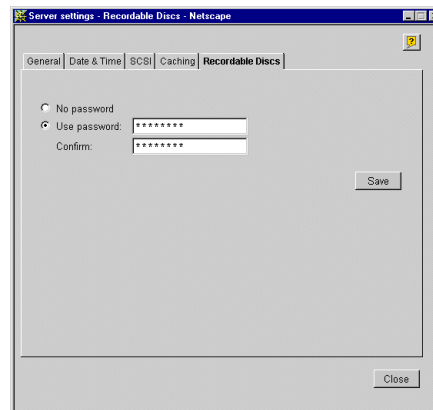 Server settings - Recordable Discs - Netscape
?
General Date & Time SCSI Caching Recordable Discs
No password
Use password: ********
Confirm: ********
Save
Close